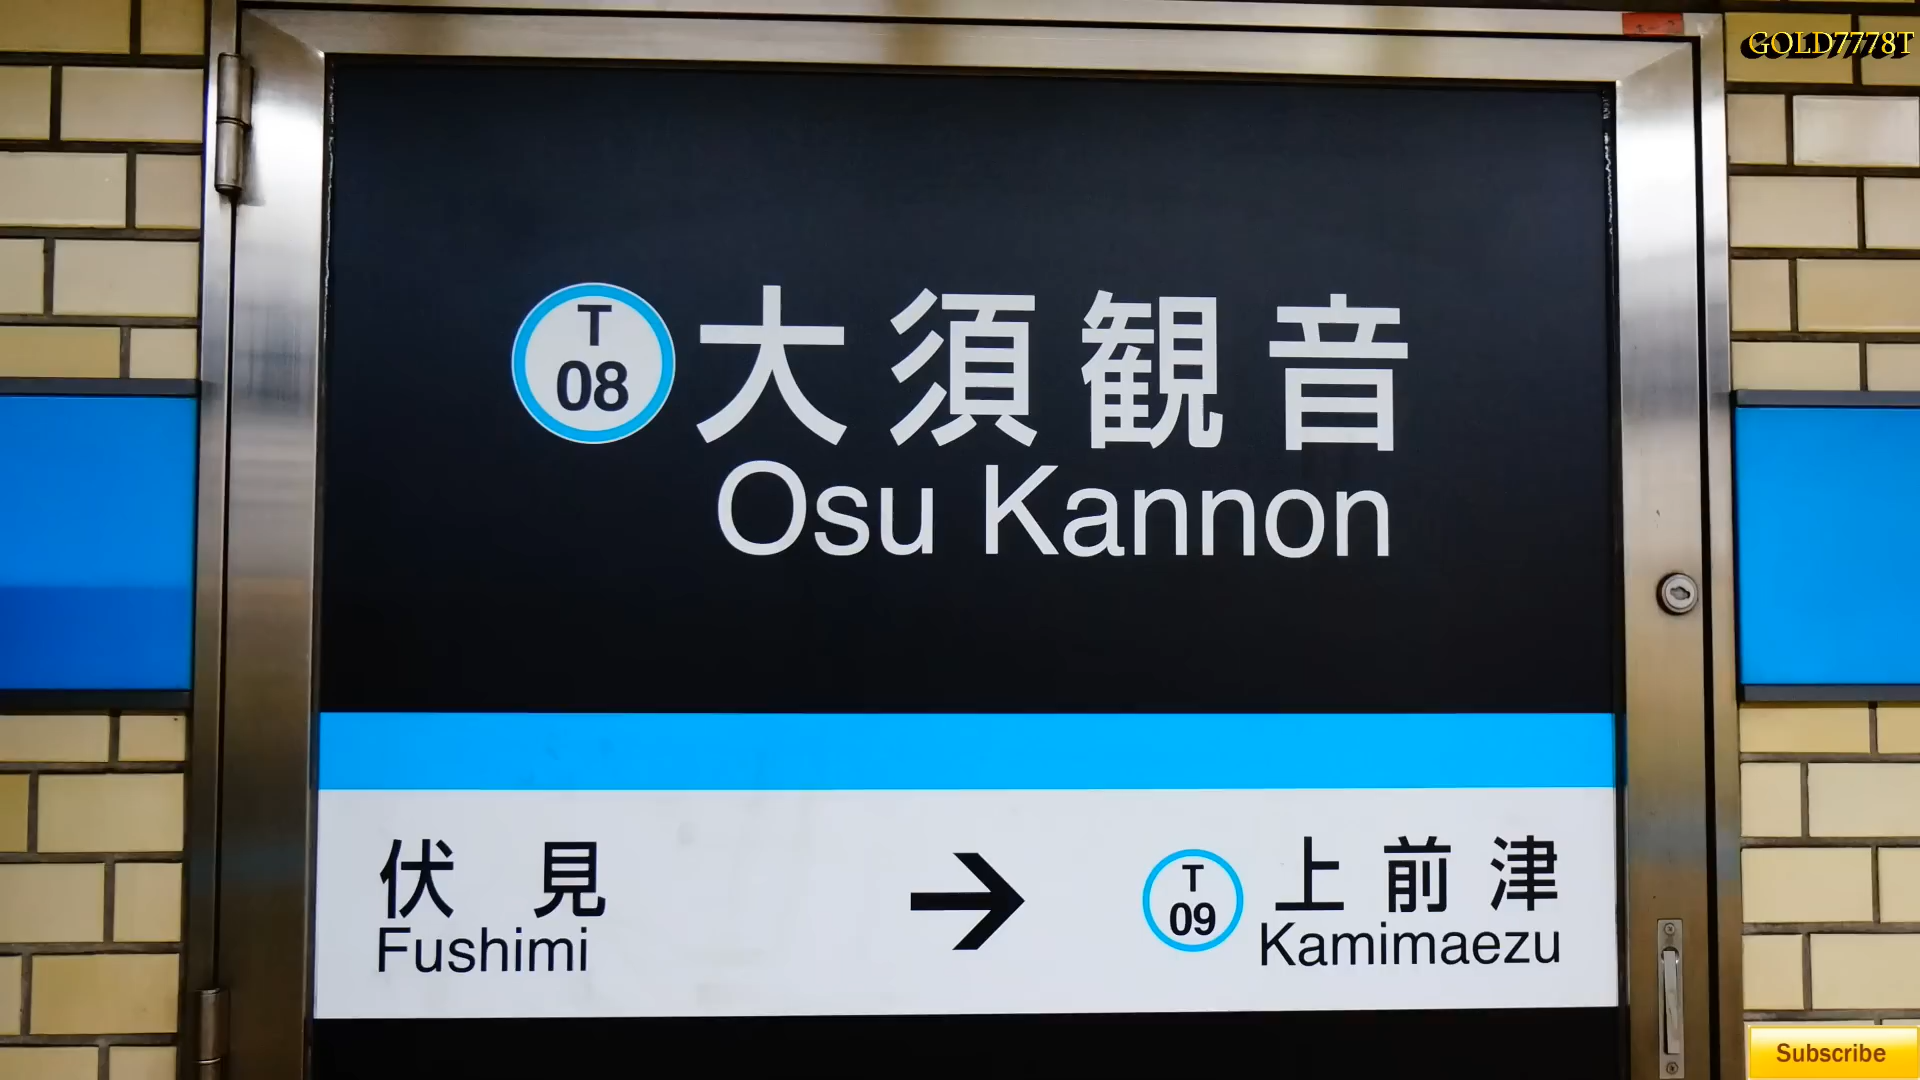 GOLD7778T
T
08
大須観音
Osu Kannon
伏見
Fushimi
→
T
09
上前津
Kamimaezu
Subscribe